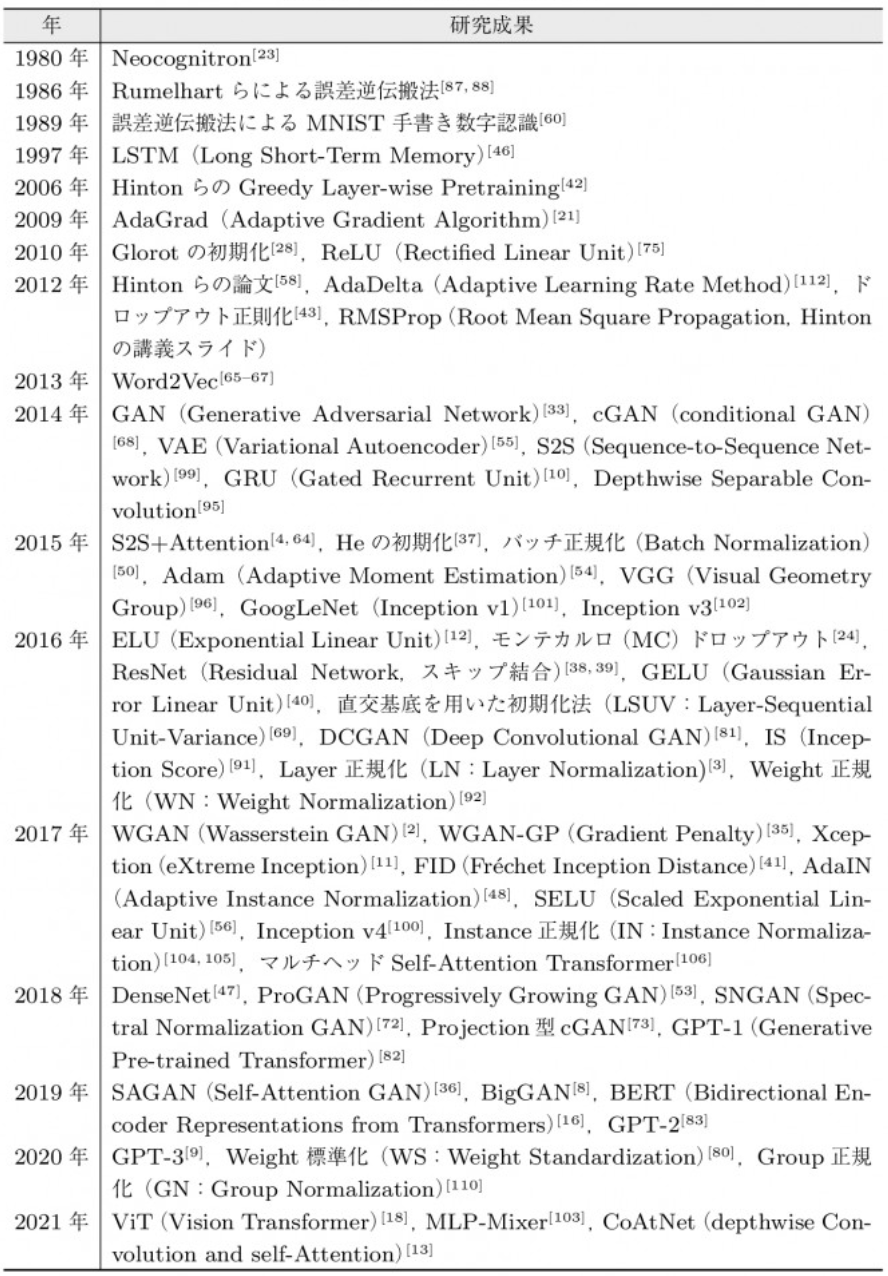 年 研究成果
1980 年 Neocognitron[23]
1986 年 Rumelhart らによる誤差逆伝搬法[87, 88]
1989 年 誤差逆伝搬法による MNIST 手書き数字認識[60]
1997 年 LSTM（Long Short-Term Memory）[46]
2006 年 Hinton らの Greedy Layer-wise Pretraining[42]
2009 年 AdaGrad（Adaptive Gradient Algorithm）[21]
2010 年 Glorot の初期化[28]，ReLU（Rectified Linear Unit）[75]
2012 年 Hinton らの論文[58]，AdaDelta（Adaptive Learning Rate Method）[112]，ド
ロップアウト正則化[43]，RMSProp（Root Mean Square Propagation, Hinton
の講義スライド）
2013 年 Word2Vec[65–67]
2014 年 GAN（Generative Adversarial Network）[33]，cGAN（conditional GAN）
[68]，VAE（Variational Autoencoder）[55]，S2S（Sequence-to-Sequence Net-
work）[99]，GRU（Gated Recurrent Unit）[10]，Depthwise Separable Con-
volution[95]
2015 年 S2S+Attention[4, 64]，He の初期化[37]，バッチ正規化（Batch Normalization）
[50]，Adam（Adaptive Moment Estimation）[54]，VGG（Visual Geometry
Group）[96]，GoogLeNet（Inception v1）[101]，Inception v3[102]
2016 年 ELU（Exponential Linear Unit）[12]，モンテカルロ（MC）ドロップアウト[24]，
ResNet（Residual Network, スキップ結合）[38, 39]，GELU（Gaussian Er-
ror Linear Unit）[40]，直交基底を用いた初期化法（LSUV：Layer-Sequential
Unit-Variance）[69]，DCGAN（Deep Convolutional GAN）[81]，IS（Incep-
tion Score）[91]，Layer 正規化（LN：Layer Normalization)[3]，Weight 正規
化（WN：Weight Normalization）[92]
2017 年 WGAN（Wasserstein GAN）[2]，WGAN-GP（Gradient Penalty）[35]，Xcep-
tion（eXtreme Inception）[11]，FID（Fréchet Inception Distance）[41]，AdaIN
（Adaptive Instance Normalization）[48]，SELU（Scaled Exponential Lin-
ear Unit）[56]，Inception v4[100]，Instance 正規化（IN：Instance Normaliza-
tion）[104, 105]，マルチヘッド Self-Attention Transformer[106]
2018 年 DenseNet[47]，ProGAN（Progressively Growing GAN）[53]，SNGAN（Spec-
tral Normalization GAN）[72]，Projection 型 cGAN[73]，GPT-1（Generative
Pre-trained Transformer）[82]
2019 年 SAGAN（Self-Attention GAN）[36]，BigGAN[8]，BERT（Bidirectional En-
coder Representations from Transformers）[16]，GPT-2[83]
2020 年 GPT-3[9]，Weight 標準化（WS：Weight Standardization）[80]，Group 正規
化（GN：Group Normalization）[110]
2021 年 ViT（Vision Transformer）[18]，MLP-Mixer[103]，CoAtNet（depthwise Con-
volution and self-Attention）[13]